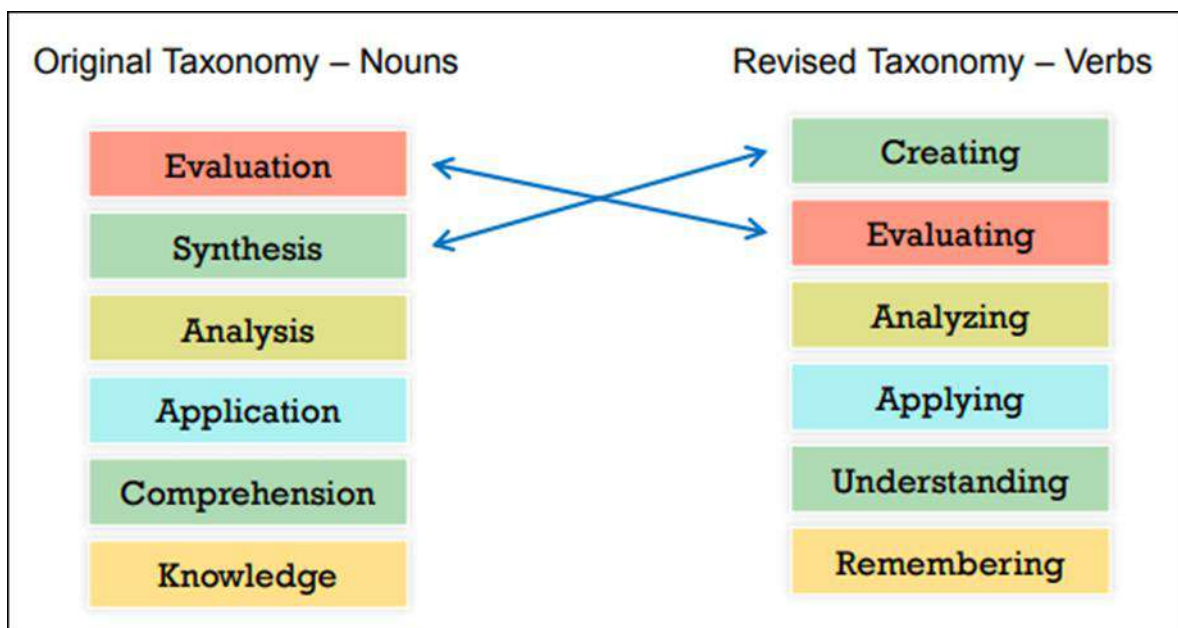 Original Taxonomy – Nouns
Evaluation
Synthesis
Analysis
Application
Comprehension
Knowledge
Revised Taxonomy – Verbs
Creating
Evaluating
Analyzing
Applying
Understanding
Remembering